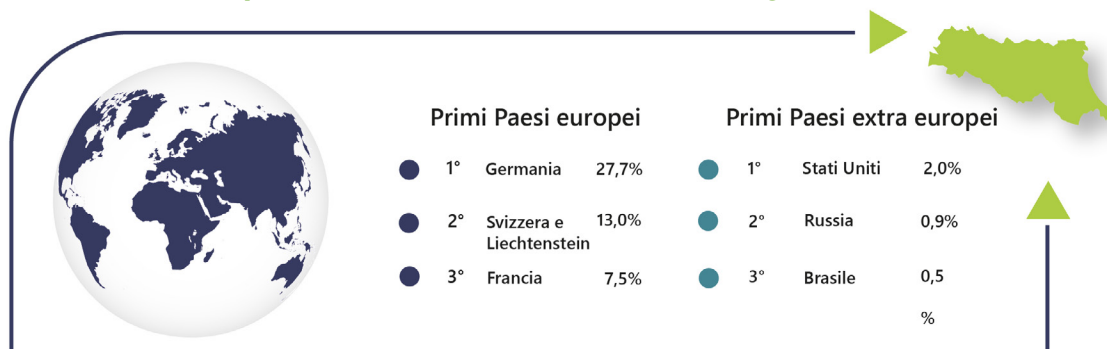 Primi Paesi europei
1° Germania 27,7%
2° Svizzera e 13,0%
Liechtenstein
3° Francia 7,5%
Primi Paesi extra europei
1° Stati Uniti 2,0%
2° Russia 0,9%
3° Brasile 0,5
%